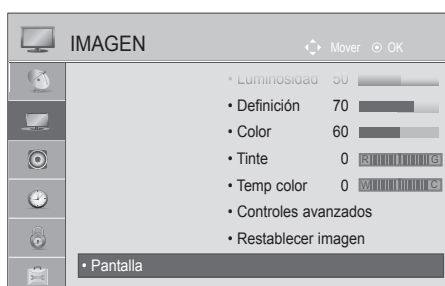 IMAGEN Mover OK
• Luminosidad 50
• Definición 70
• Color 60
• Tinte 0 R G
• Temp color 0 W C
• Controles avanzados
• Restablecer imagen
• Pantalla